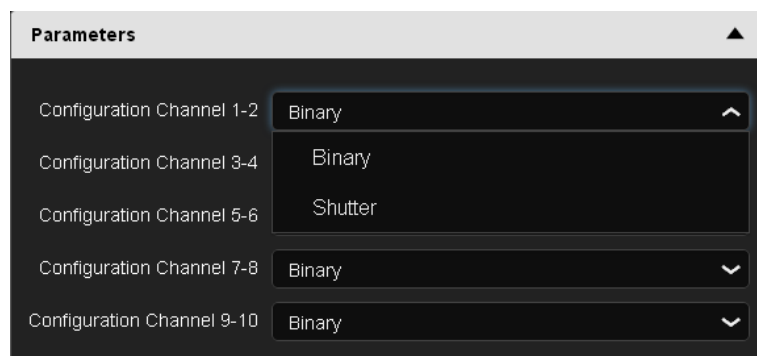 Parameters
Configuration Channel 1-2 Binary
Configuration Channel 3-4 Binary
Configuration Channel 5-6 Shutter
Configuration Channel 7-8 Binary
Configuration Channel 9-10 Binary